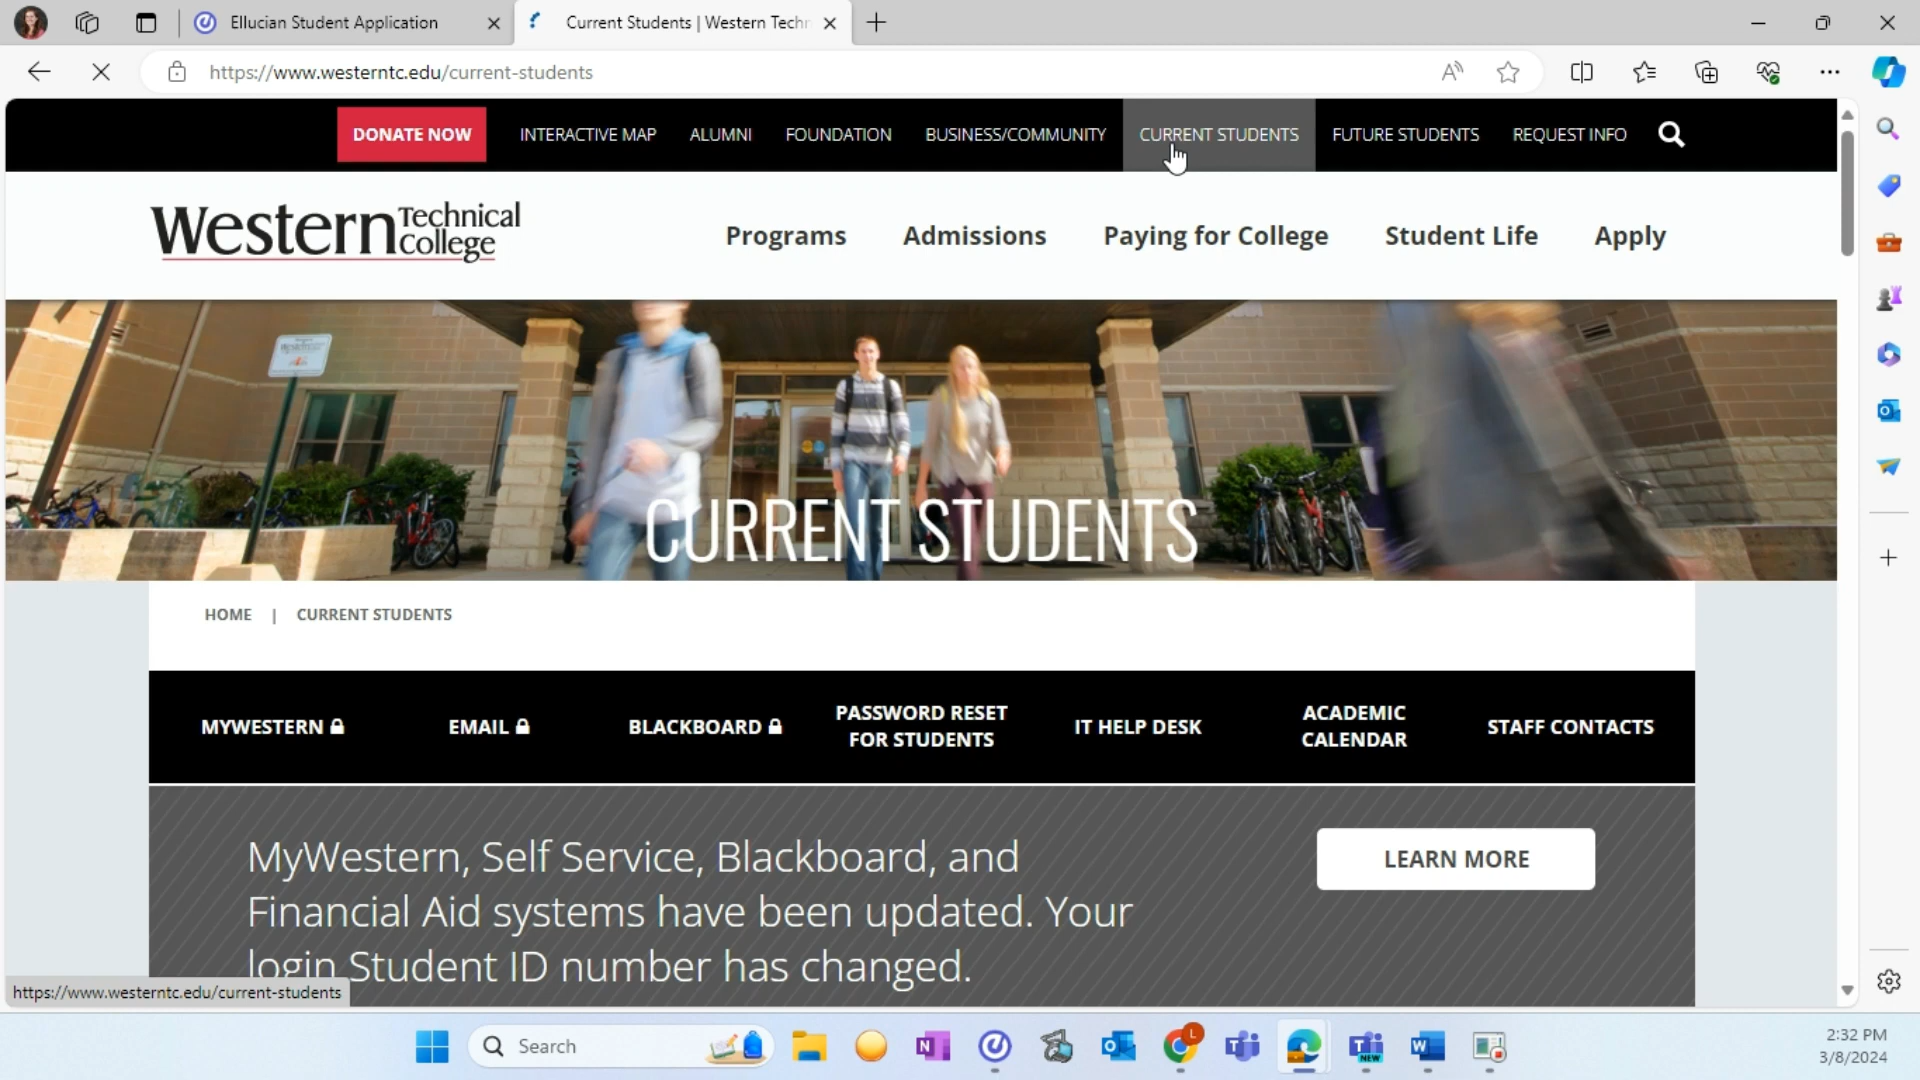 Ellucian Student Application
Current Students | Western Techn
https://www.westerntc.edu/current-students
DONATE NOW
INTERACTIVE MAP
ALUMNI
FOUNDATION
BUSINESS/COMMUNITY
CURRENT STUDENTS
FUTURE STUDENTS
REQUEST INFO
Western Technical College
Programs
Admissions
Paying for College
Student Life
Apply
CURRENT STUDENTS
HOME | CURRENT STUDENTS
MYWESTERN
EMAIL
BLACKBOARD
PASSWORD RESET
FOR STUDENTS
IT HELP DESK
ACADEMIC
CALENDAR
STAFF CONTACTS
MyWestern, Self Service, Blackboard, and
Financial Aid systems have been updated. Your
login Student ID number has changed.
LEARN MORE
https://www.westerntc.edu/current-students
Search
L
NEW
2:32 PM
3/8/2024